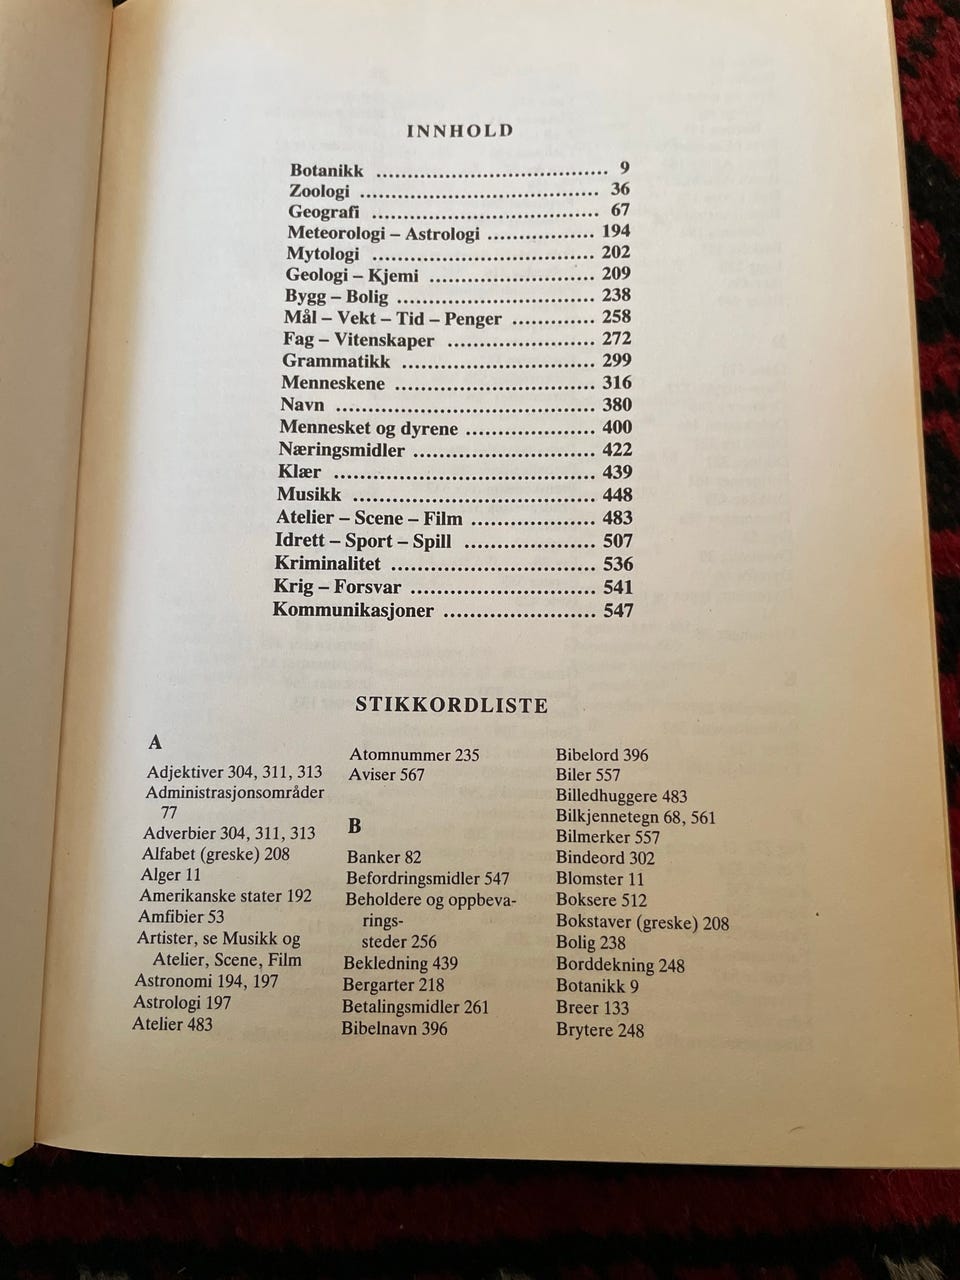 INNHOLD
Botanikk .................................... 9
Zoologi ..................................... 36
Geografi ................................... 67
Meteorologi – Astrologi ................ 194
Mytologi .................................. 202
Geologi – Kjemi ......................... 209
Bygg – Bolig .............................. 238
Mål – Vekt – Tid – Penger ............. 258
Fag – Vitenskaper ...................... 272
Grammatikk .............................. 299
Menneskene .............................. 316
Navn ........................................ 380
Mennesket og dyrene .................... 400
Næringsmidler ............................ 422
Klær ........................................ 439
Musikk ..................................... 448
Atelier – Scene – Film ................... 483
Idrett – Sport – Spill .................... 507
Kriminalitet ............................... 536
Krig – Forsvar ............................ 541
Kommunikasjoner ....................... 547
STIKKORDLISTE
A
Adjektiver 304, 311, 313
Administrasjonsområder
77
Adverbier 304, 311, 313
Alfabet (greske) 208
Alger 11
Amerikanske stater 192
Amfibier 53
Artister, se Musikk og
Atelier, Scene, Film
Astronomi 194, 197
Astrologi 197
Atelier 483
Atomnummer 235
Aviser 567
B
Banker 82
Befordringsmidler 547
Beholdere og oppbeva-
rings-
steder 256
Bekledning 439
Bergarter 218
Betalingsmidler 261
Bibelnavn 396
Bibelord 396
Biler 557
Billedhuggere 483
Bilkjennetegn 68, 561
Bilmerker 557
Bindeord 302
Blomster 11
Boksere 512
Bokstaver (greske) 208
Bolig 238
Borddekning 248
Botanikk 9
Breer 133
Brytere 248